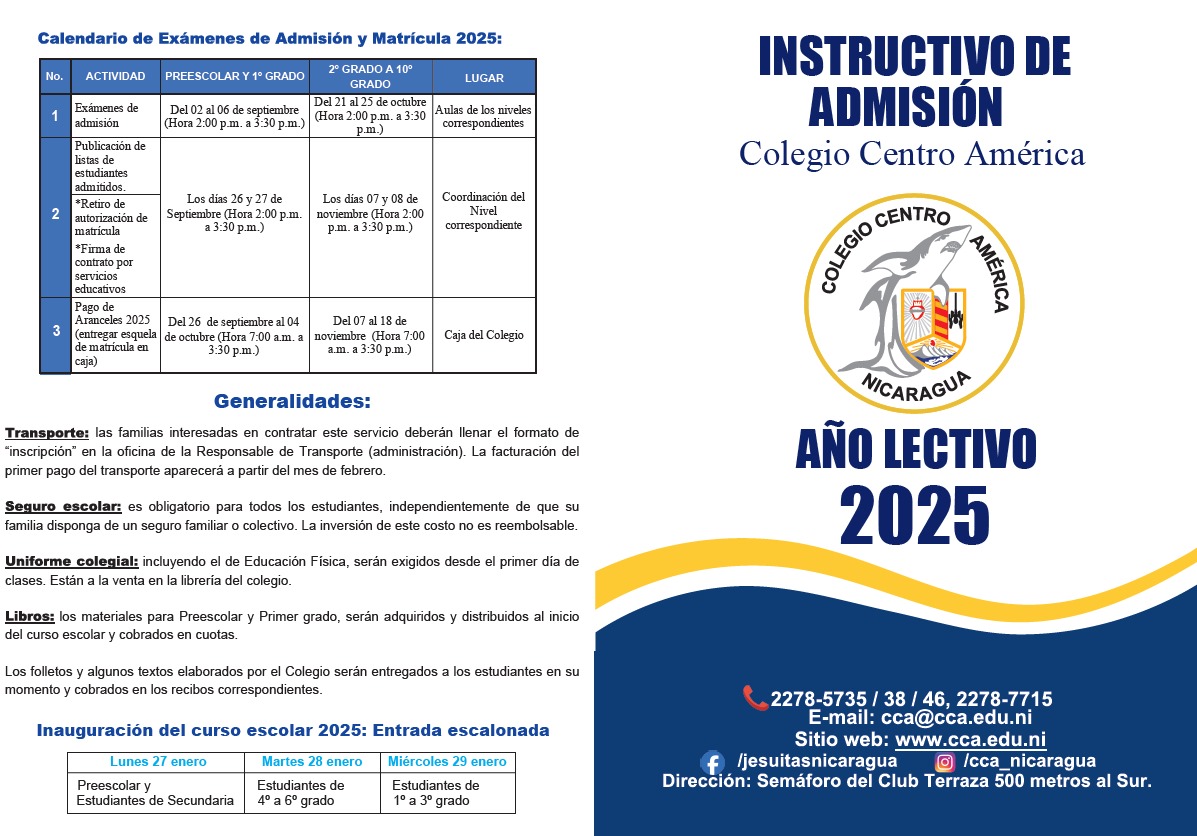 Calendario de Exámenes de Admisión y Matrícula 2025:
No.
ACTIVIDAD
PREESCOLAR Y 1º GRADO
2º GRADO A 10º
GRADO
LUGAR
1
Exámenes de
admisión
Del 02 al 06 de septiembre
(Hora 2:00 p.m. a 3:30 p.m.)
Del 21 al 25 de octubre
(Hora 2:00 p.m. a 3:30
p.m.)
Aulas de los niveles
correspondientes
2
Publicación de
listas de
estudiantes
admitidos.
*Retiro de
autorización de
matrícula
*Firma de
contrato por
servicios
educativos
Los días 26 y 27 de
Septiembre (Hora 2:00 p.m.
a 3:30 p.m.)
Los días 07 y 08 de
noviembre (Hora 2:00
p.m. a 3:30 p.m.)
Coordinación del
Nivel
correspondiente
3
Pago de
Aranceles 2025
(entregar esquela
de matrícula en
caja)
Del 26 de septiembre al 04
de octubre (Hora 7:00 a.m. a
3:30 p.m.)
Del 07 al 18 de
noviembre (Hora 7:00
a.m. a 3:30 p.m.)
Caja del Colegio
Generalidades:
Transporte: las familias interesadas en contratar este servicio deberán llenar el formato de
“inscripción” en la oficina de la Responsable de Transporte (administración). La facturación del
primer pago del transporte aparecerá a partir del mes de febrero.
Seguro escolar: es obligatorio para todos los estudiantes, independientemente de que su
familia disponga de un seguro familiar o colectivo. La inversión de este costo no es reembolsable.
Uniforme colegial: incluyendo el de Educación Física, serán exigidos desde el primer día de
clases. Están a la venta en la librería del colegio.
Libros: los materiales para Preescolar y Primer grado, serán adquiridos y distribuidos al inicio
del curso escolar y cobrados en cuotas.
Los folletos y algunos textos elaborados por el Colegio serán entregados a los estudiantes en su
momento y cobrados en los recibos correspondientes.
Inauguración del curso escolar 2025: Entrada escalonada
Lunes 27 enero
Martes 28 enero
Miércoles 29 enero
Preescolar y
Estudiantes de Secundaria
Estudiantes de
4º a 6º grado
Estudiantes de
1º a 3º grado
INSTRUCTIVO DE
ADMISIÓN
Colegio Centro América
COLEGIO CENTRO AMÉRICA
NICARAGUA
AÑO LECTIVO
2025
2278-5735 / 38 / 46, 2278-7715
E-mail: cca@cca.edu.ni
Sitio web: www.cca.edu.ni
/jesuitasnicaragua /cca_nicaragua
Dirección: Semáforo del Club Terraza 500 metros al Sur.